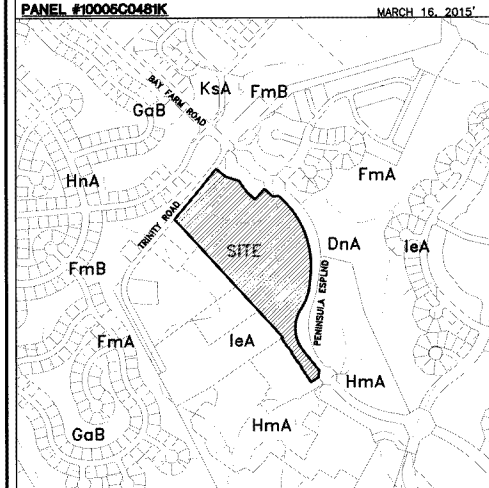 PANEL #10005C0481K MARCH 16, 2015'
BAY FARM ROAD
KsA FmB
GaB
HnA
FmA
TRINITY ROAD
SITE
DnA
IeA
FmB
PENINSULA ESPLND
FmA
IeA
HmA
HmA
GaB